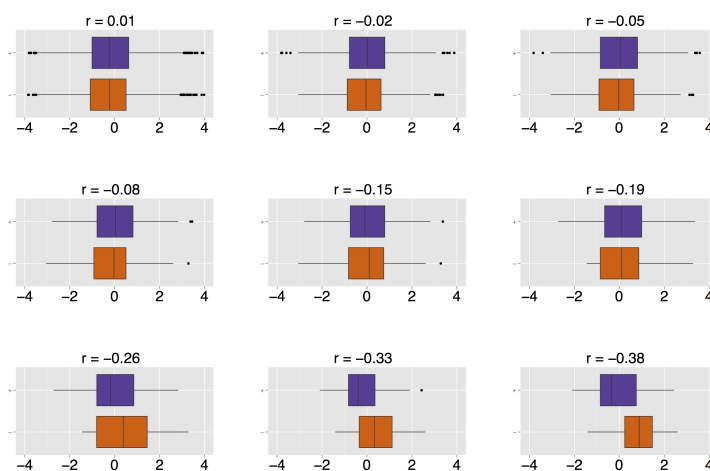 r = 0.01 r = −0.02 r = −0.05
+ + +
− − −
−4 −2 0 2 4 −4 −2 0 2 4 −4 −2 0 2 4
r = −0.08 r = −0.15 r = −0.19
+ + +
− − −
−4 −2 0 2 4 −4 −2 0 2 4 −4 −2 0 2 4
r = −0.26 r = −0.33 r = −0.38
+ + +
− − −
−4 −2 0 2 4 −4 −2 0 2 4 −4 −2 0 2 4